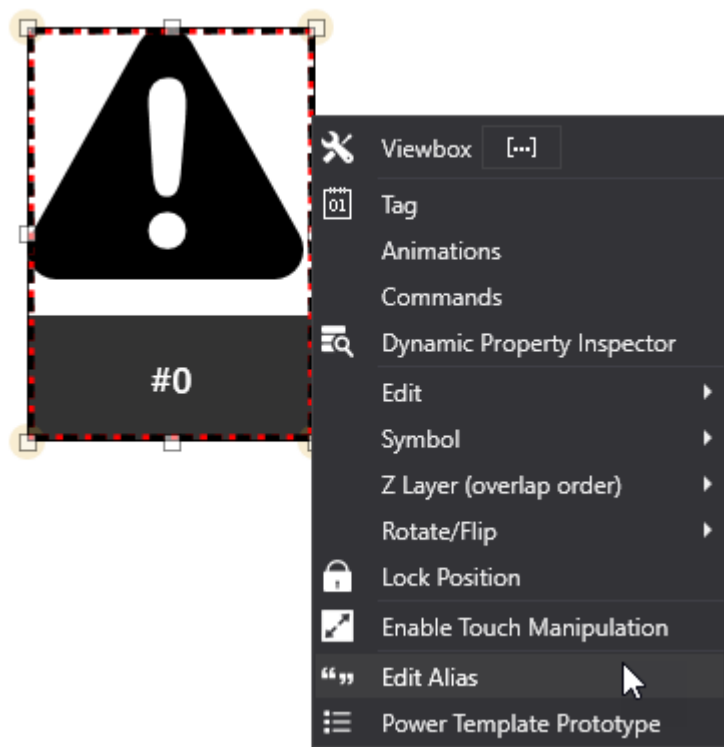 Viewbox [...]
01 Tag
Animations
Commands
Dynamic Property Inspector
#0
Edit
Symbol
Z Layer (overlap order)
Rotate/Flip
Lock Position
Enable Touch Manipulation
Edit Alias
Power Template Prototype